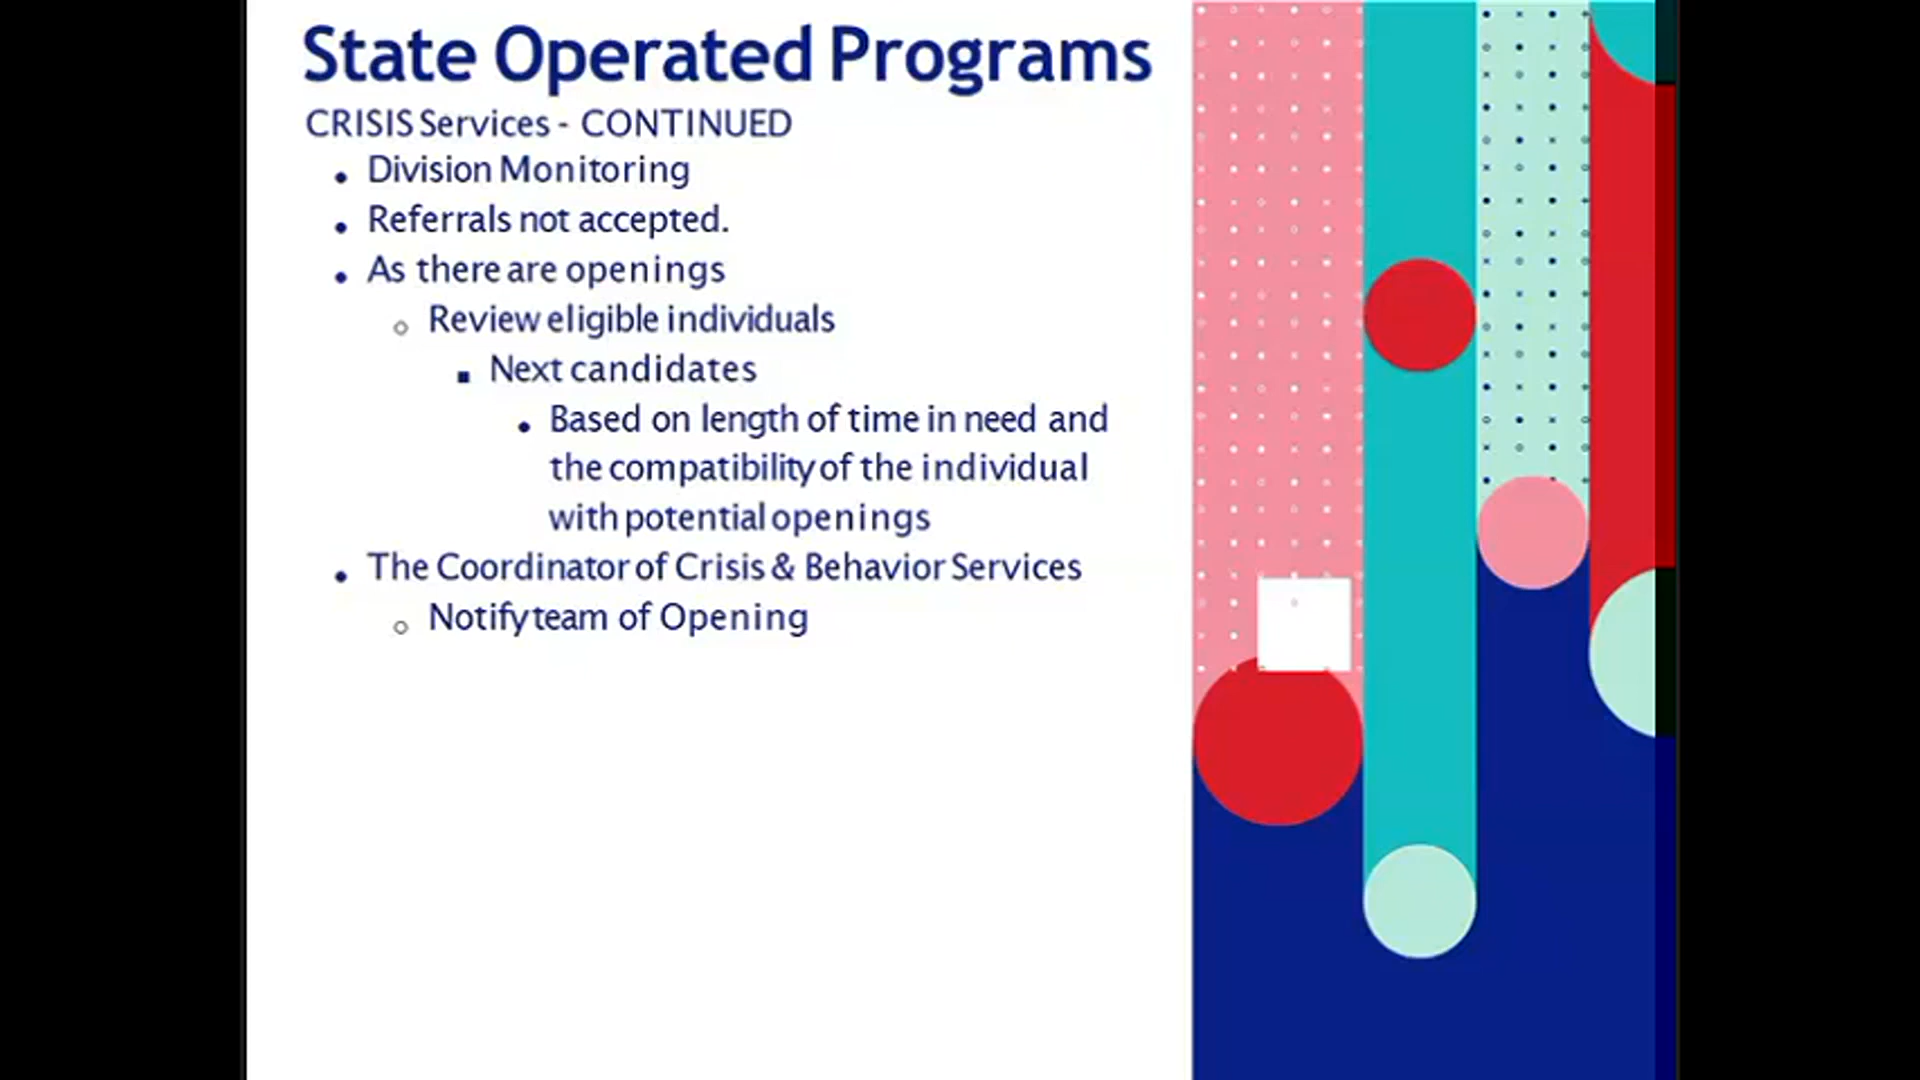 State Operated Programs
CRISIS Services - CONTINUED
• Division Monitoring
• Referrals not accepted.
• As there are openings
○ Review eligible individuals
▪ Next candidates
• Based on length of time in need and
the compatibility of the individual
with potential openings
• The Coordinator of Crisis & Behavior Services
○ Notify team of Opening